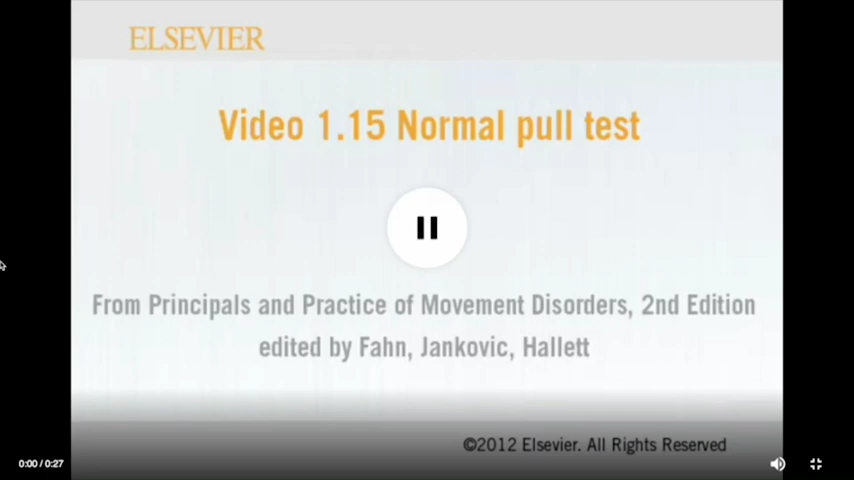 ELSEVIER
Video 1.15 Normal pull test
From Principals and Practice of Movement Disorders, 2nd Edition
edited by Fahn, Jankovic, Hallett
©2012 Elsevier. All Rights Reserved
0:00 / 0:27